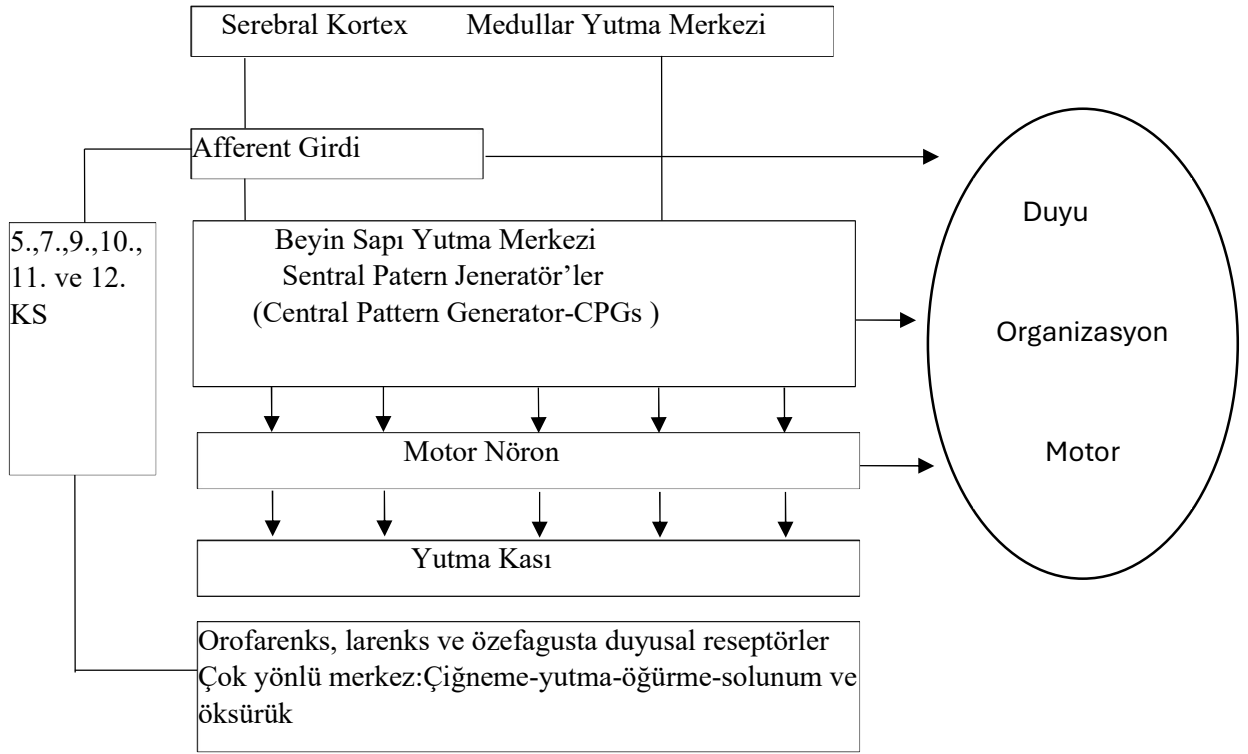 Serebral Kortex Medullar Yutma Merkezi
Afferent Girdi
5.,7.,9.,10.,
11. ve 12.
KS
Beyin Sapı Yutma Merkezi
Sentral Patern Jeneratör’ler
(Central Pattern Generator-CPGs )
Motor Nöron
Yutma Kası
Orofarenks, larenks ve özefagusta duyusal reseptörler
Çok yönlü merkez:Çiğneme-yutma-öğürme-solunum ve
öksürük
Duyu
Organizasyon
Motor